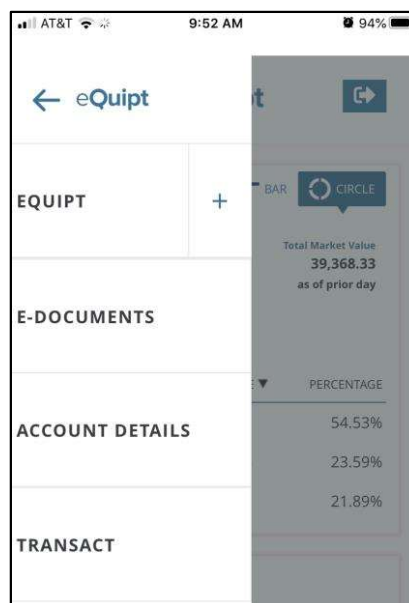 AT&T 9:52 AM 94%
← eQuipt
t
BAR CIRCLE
EQUIPT +
Total Market Value
39,368.33
as of prior day
E-DOCUMENTS
E ▼ PERCENTAGE
54.53%
ACCOUNT DETAILS
23.59%
21.89%
TRANSACT